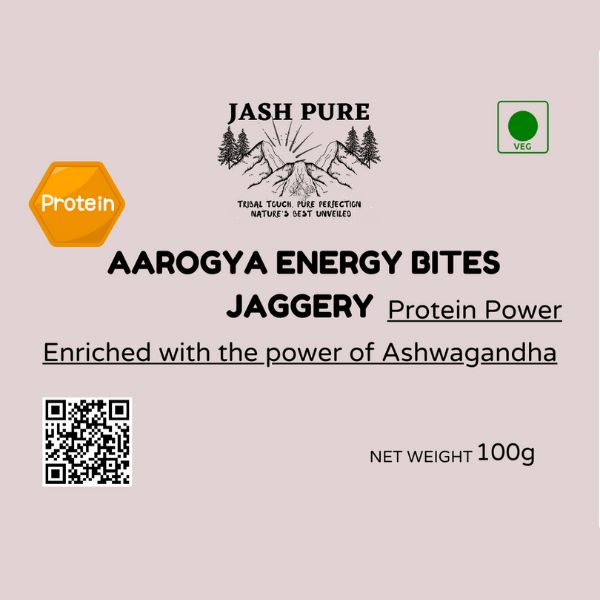 JASH PURE
TRIBAL TOUCH, PURE PERFECTION
NATURE'S BEST UNVEILED
VEG
Protein
AAROGYA ENERGY BITES
JAGGERY Protein Power
Enriched with the power of Ashwagandha
NET WEIGHT 100g